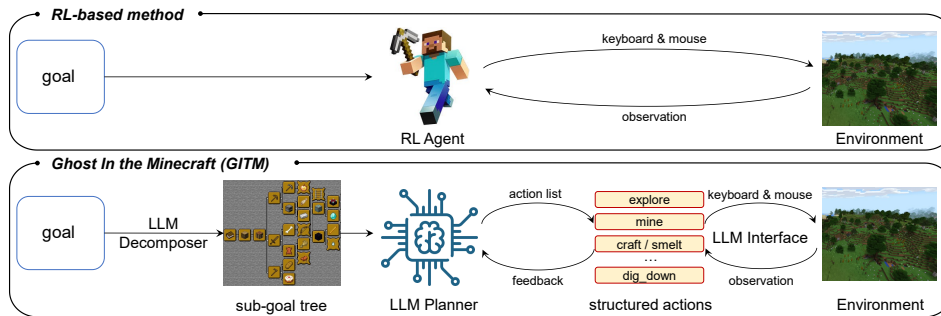 RL-based method
goal
keyboard & mouse
observation
RL Agent
Environment
Ghost In the Minecraft (GITM)
goal
LLM
Decomposer
sub-goal tree
LLM Planner
action list
feedback
explore
mine
craft / smelt
...
dig_down
structured actions
keyboard & mouse
LLM Interface
observation
Environment